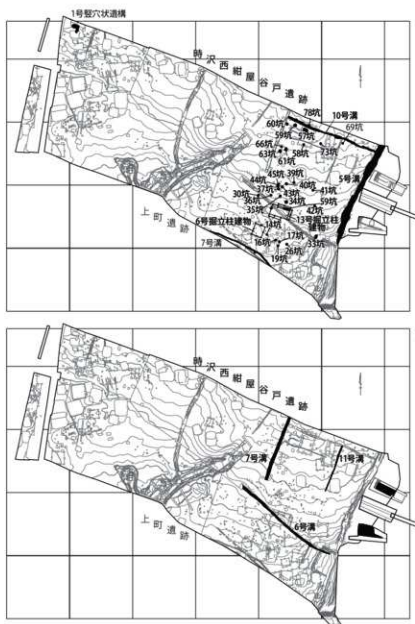 1号竪穴状遺構
時沢西紺屋谷戸遺跡
78坑
10号溝
60坑
59坑
57坑
69坑
66坑
58坑
73坑
63坑
61坑
5号溝
45坑
39坑
44坑
40坑
37坑
41坑
30坑
43坑
36坑
34坑
59坑
35坑
42坑
上町遺跡
6号掘立柱建物
14坑
13号掘立柱
建物
7号溝
16坑
17坑
33坑
26坑
19坑
時沢西紺屋谷戸遺跡
7号溝
11号溝
6号溝
上町遺跡